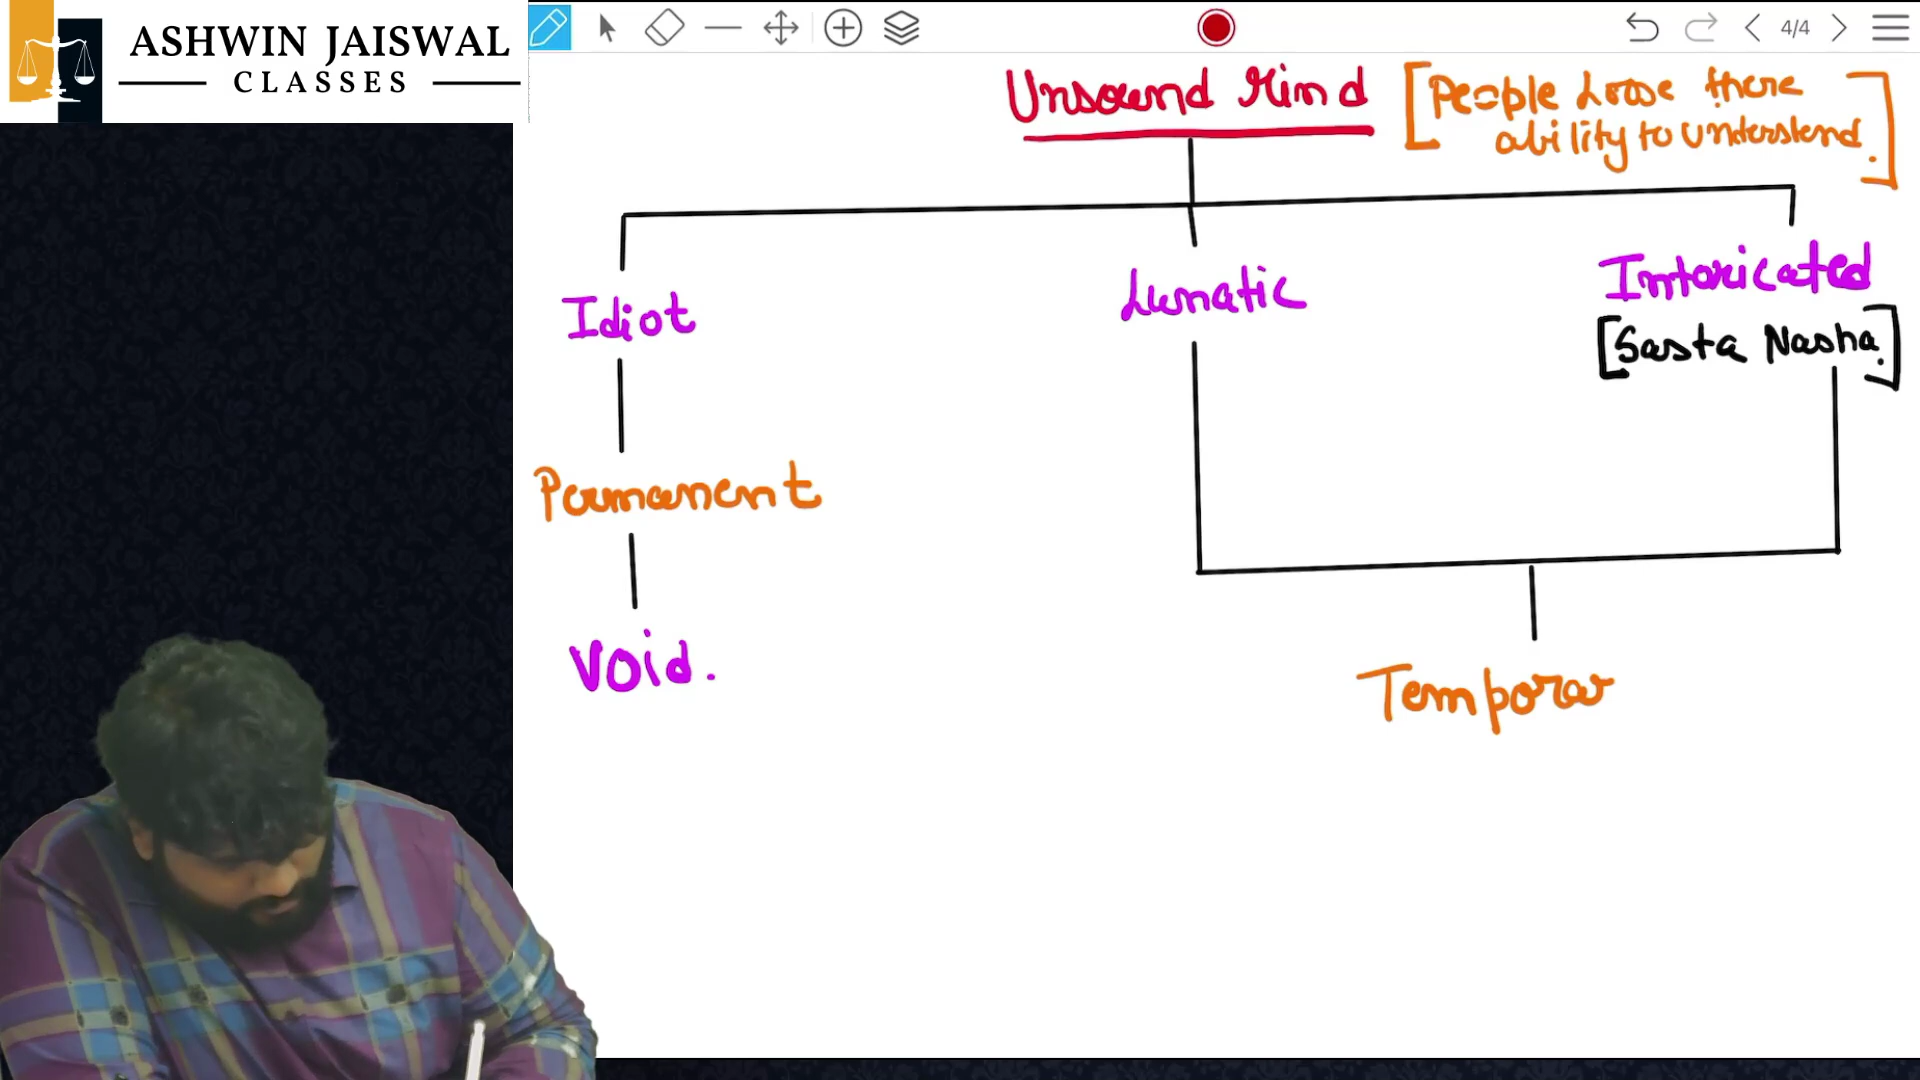 ASHWIN JAISWAL
CLASSES
4/4
Unsound Mind
[People Loose there
ability to understand.]
Idiot
Lunatic
Intoxicated
[Sasta Nasha.]
Permanent
Void.
Temporar